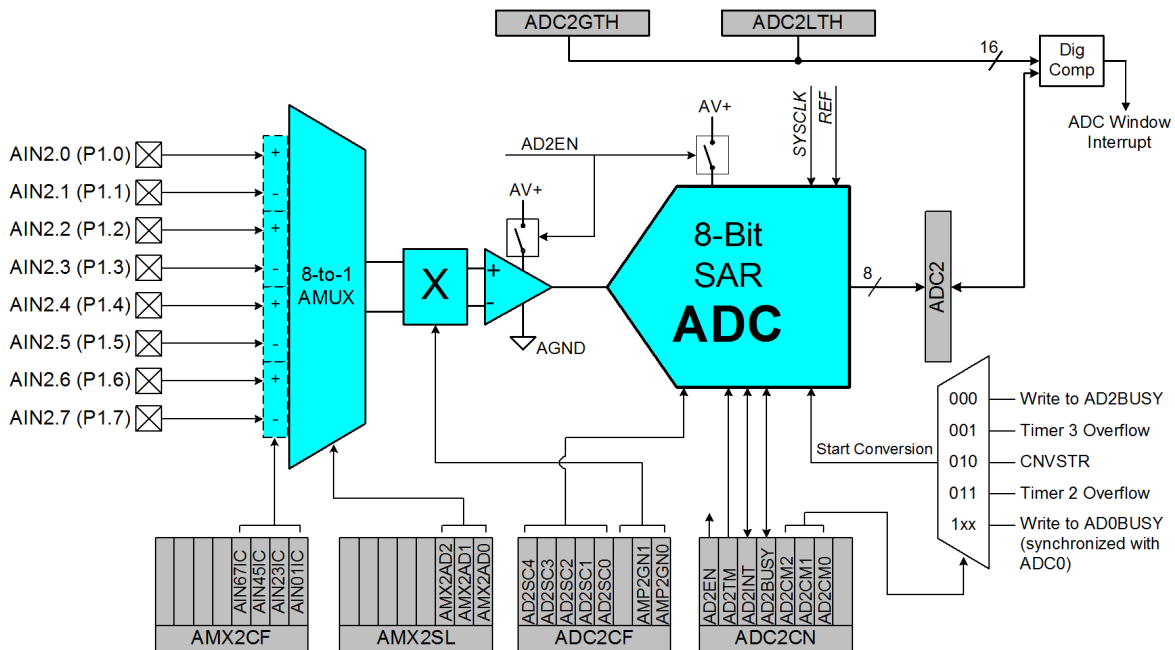 ADC2GTH
ADC2LTH
16
Dig
Comp
ADC Window
Interrupt
SYSCLK
REF
AV+
AD2EN
AV+
AIN2.0 (P1.0)
AIN2.1 (P1.1)
AIN2.2 (P1.2)
AIN2.3 (P1.3)
AIN2.4 (P1.4)
AIN2.5 (P1.5)
AIN2.6 (P1.6)
AIN2.7 (P1.7)
+
-
+
-
+
-
+
-
8-to-1
AMUX
X
+
-
AGND
8-Bit
SAR
ADC
8
ADC2
Start Conversion
000
Write to AD2BUSY
001
Timer 3 Overflow
010
CNVSTR
011
Timer 2 Overflow
1xx
Write to AD0BUSY
(synchronized with
ADC0)
AIN67IC
AIN45IC
AIN23IC
AIN01IC
AMX2CF
AMX2AD2
AMX2AD1
AMX2AD0
AMX2SL
AD2SC4
AD2SC3
AD2SC2
AD2SC1
AD2SC0
AMP2GN1
AMP2GN0
ADC2CF
AD2EN
AD2TM
AD2INT
AD2BUSY
AD2CM2
AD2CM1
AD2CM0
ADC2CN